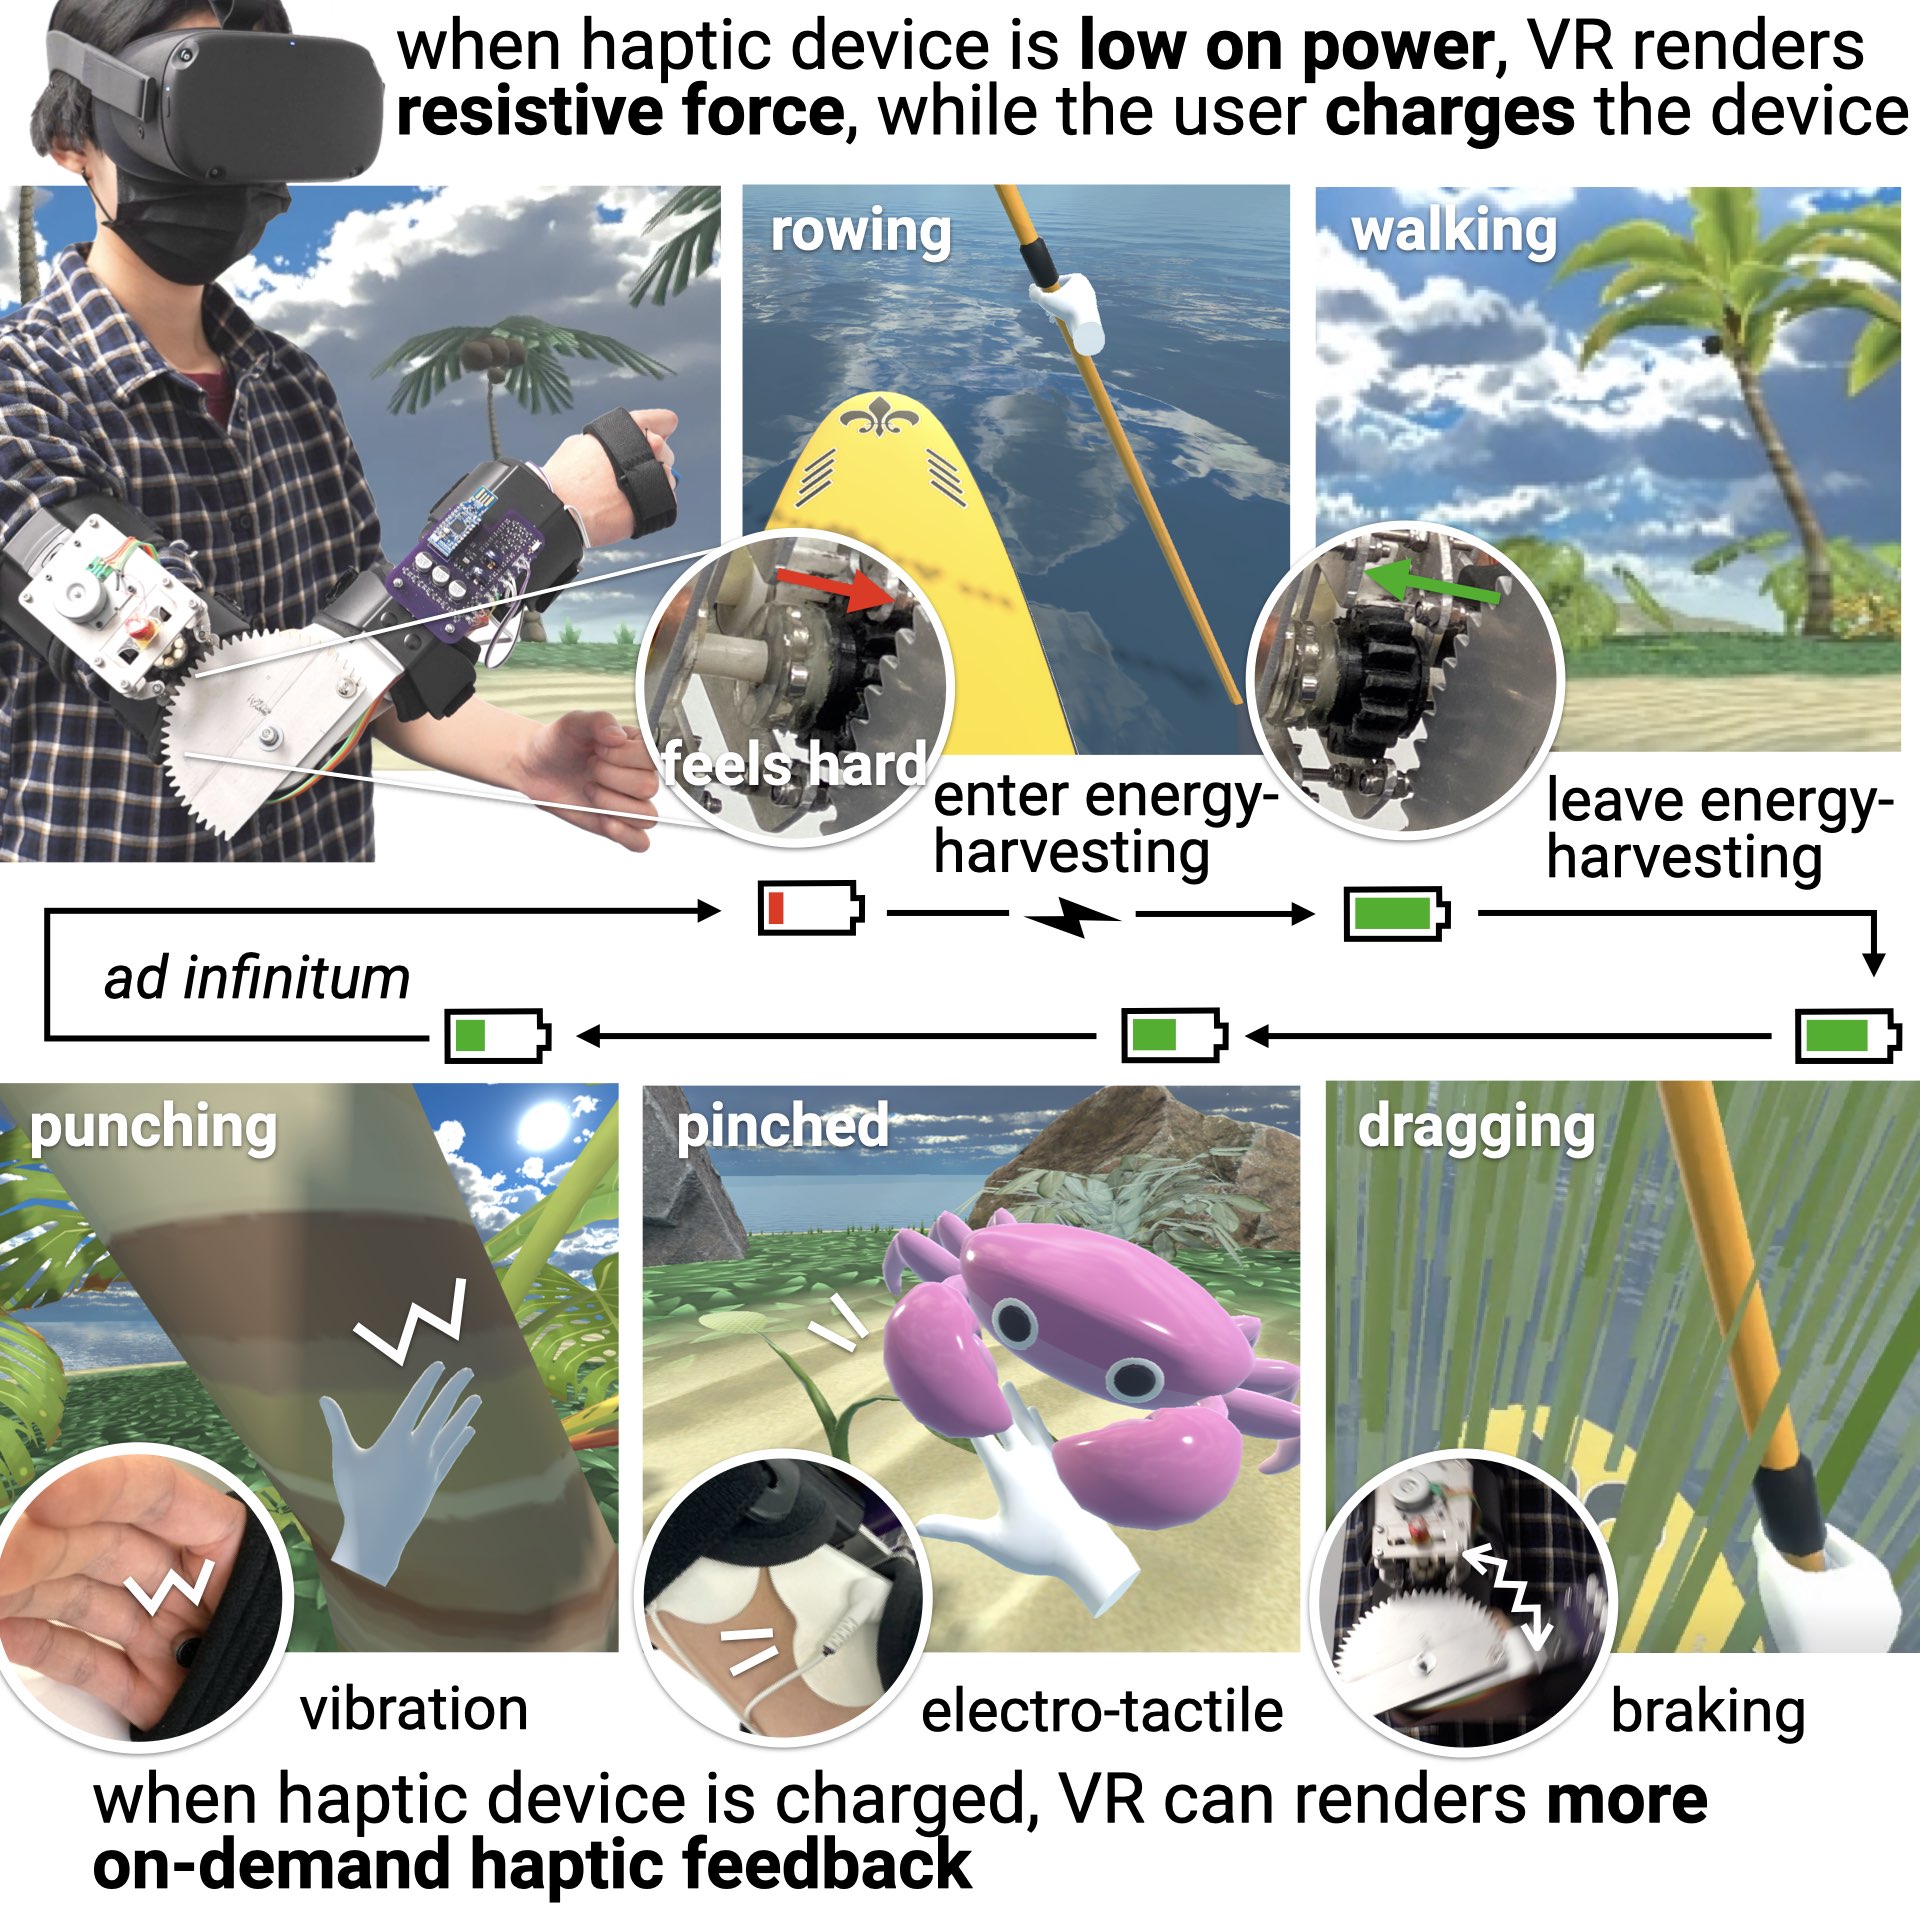 when haptic device is low on power, VR renders
resistive force, while the user charges the device
rowing
walking
feels hard
enter energy-
harvesting
leave energy-
harvesting
ad infinitum
punching
pinched
dragging
vibration
electro-tactile
braking
when haptic device is charged, VR can renders more
on-demand haptic feedback